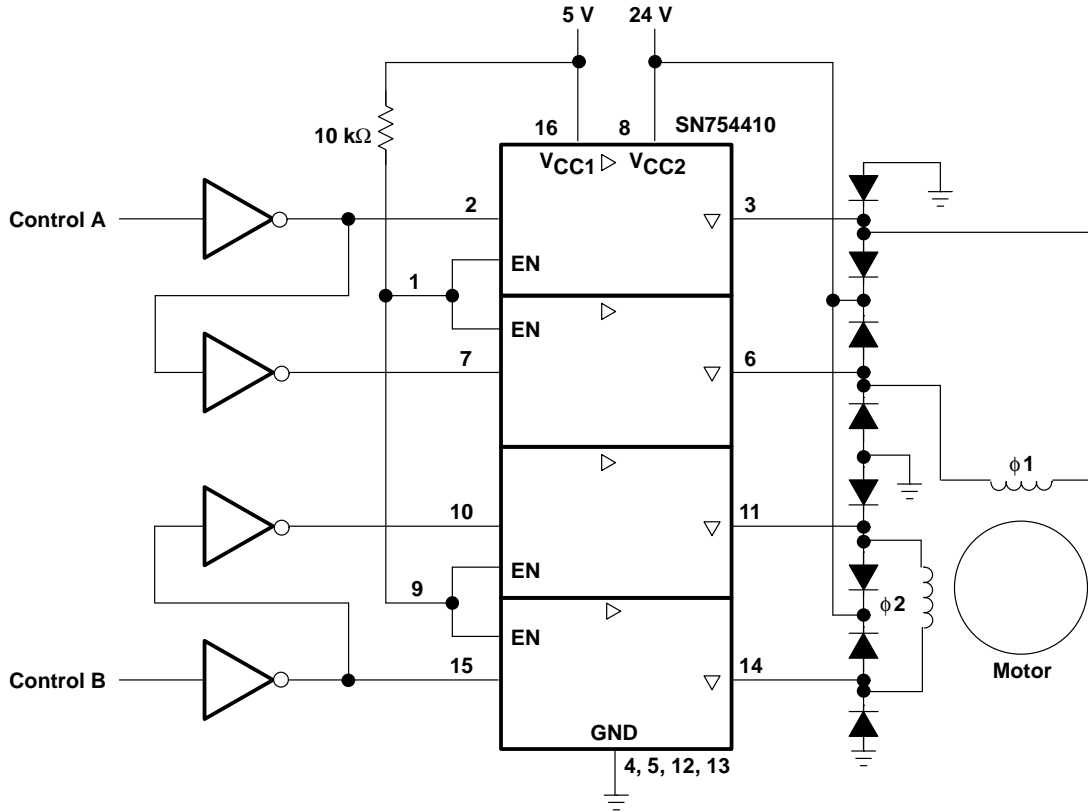 5 V
24 V
SN754410
16
8
10 kΩ
VCC1
VCC2
Control A
2
3
EN
1
EN
7
6
ϕ1
10
11
EN
9
ϕ2
EN
Control B
15
14
Motor
GND
4, 5, 12, 13